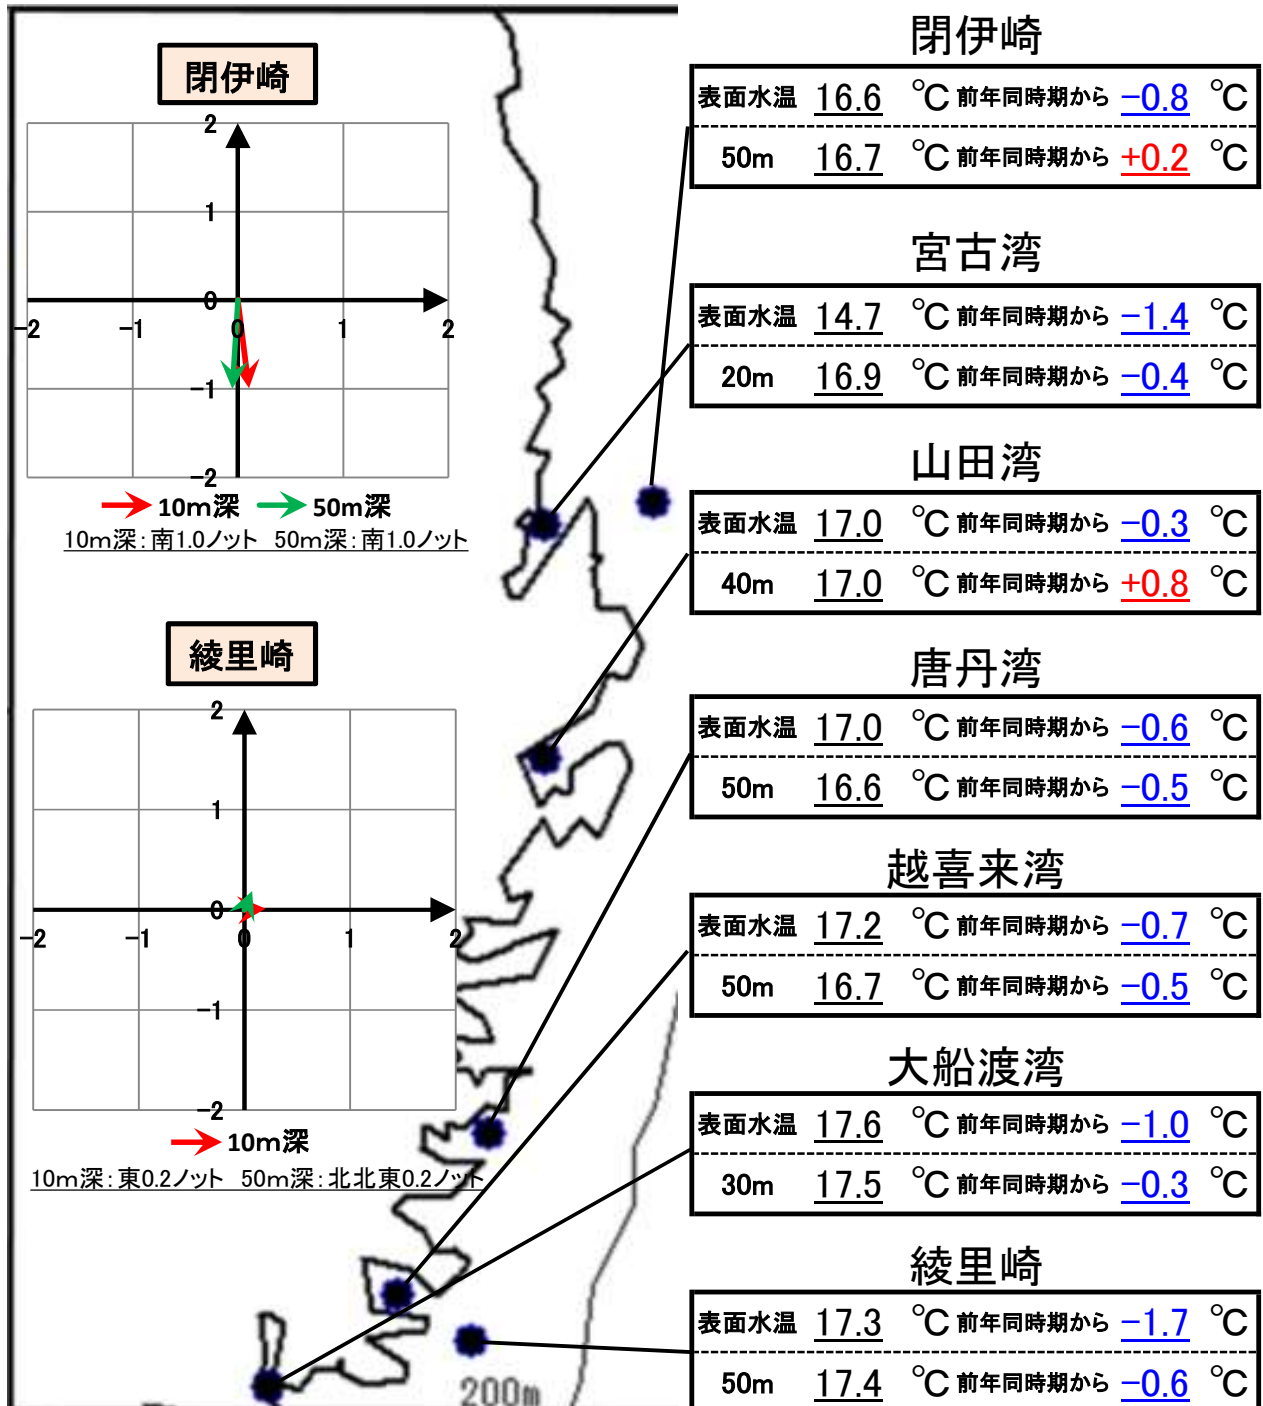 閉伊崎
2
1
0
-2 -1 0 1 2
-1
-2
10m深 50m深
10m深：南1.0ノット 50m深：南1.0ノット
綾里崎
2
1
0
-2 -1 0 1 2
-1
-2
10m深
10m深：東0.2ノット 50m深：北北東0.2ノット
200m
閉伊崎
表面水温 16.6 ℃ 前年同時期から −0.8 ℃
50m 16.7 ℃ 前年同時期から +0.2 ℃
宮古湾
表面水温 14.7 ℃ 前年同時期から −1.4 ℃
20m 16.9 ℃ 前年同時期から −0.4 ℃
山田湾
表面水温 17.0 ℃ 前年同時期から −0.3 ℃
40m 17.0 ℃ 前年同時期から +0.8 ℃
唐丹湾
表面水温 17.0 ℃ 前年同時期から −0.6 ℃
50m 16.6 ℃ 前年同時期から −0.5 ℃
越喜来湾
表面水温 17.2 ℃ 前年同時期から −0.7 ℃
50m 16.7 ℃ 前年同時期から −0.5 ℃
大船渡湾
表面水温 17.6 ℃ 前年同時期から −1.0 ℃
30m 17.5 ℃ 前年同時期から −0.3 ℃
綾里崎
表面水温 17.3 ℃ 前年同時期から −1.7 ℃
50m 17.4 ℃ 前年同時期から −0.6 ℃